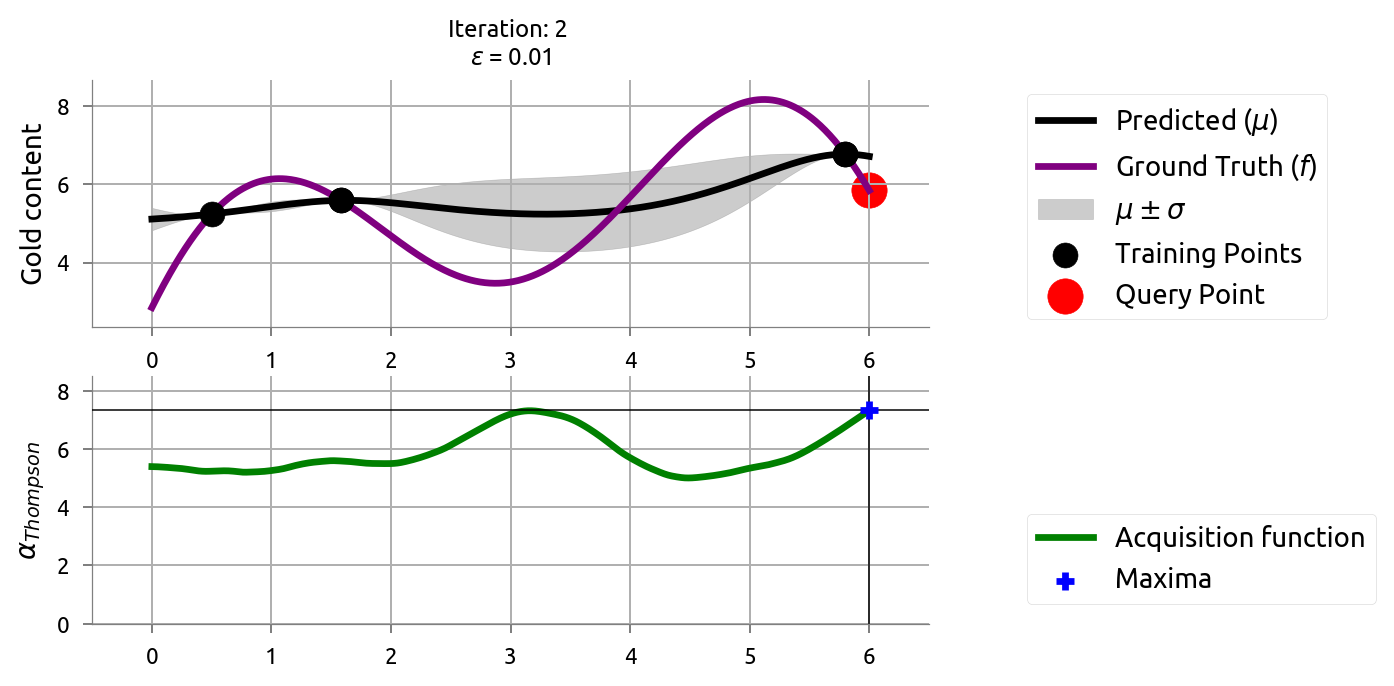 Iteration: 2
ε = 0.01
Gold content
8
6
4
0 1 2 3 4 5 6
Predicted (μ)
Ground Truth (f)
μ ± σ
Training Points
Query Point
α_Thompson
8
6
4
2
0
0 1 2 3 4 5 6
Acquisition function
Maxima